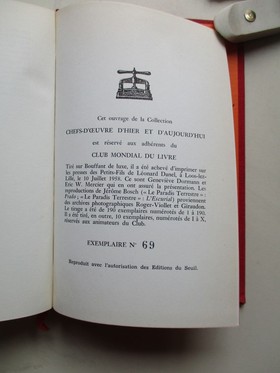 Cet ouvrage de la Collection
CHEFS-D'ŒUVRE D'HIER ET D'AUJOURD'HUI
est réservé aux adhérents du
CLUB MONDIAL DU LIVRE
Tiré sur Bouffant de luxe, il a été achevé d'imprimer sur
les presses des Petits-Fils de Léonard Danel, à Loos-lez-
Lille, le 10 Juillet 1958. Ce sont Geneviève Dormann et
Eric W. Mercier qui en ont assuré la présentation. Les
reproductions de Jérôme Bosch (« Le Paradis Terrestre » :
Prado ; « Le Paradis Terrestre » : L'Escurial) proviennent
des archives photographiques Roger-Viollet et Giraudon.
Le tirage a été de 190 exemplaires numérotés de 1 à 190.
Il a été tiré, en outre, 10 exemplaires, numérotés de I à X,
réservés aux animateurs du Club.
EXEMPLAIRE N° 69
Reproduit avec l'autorisation des Editions du Seuil.